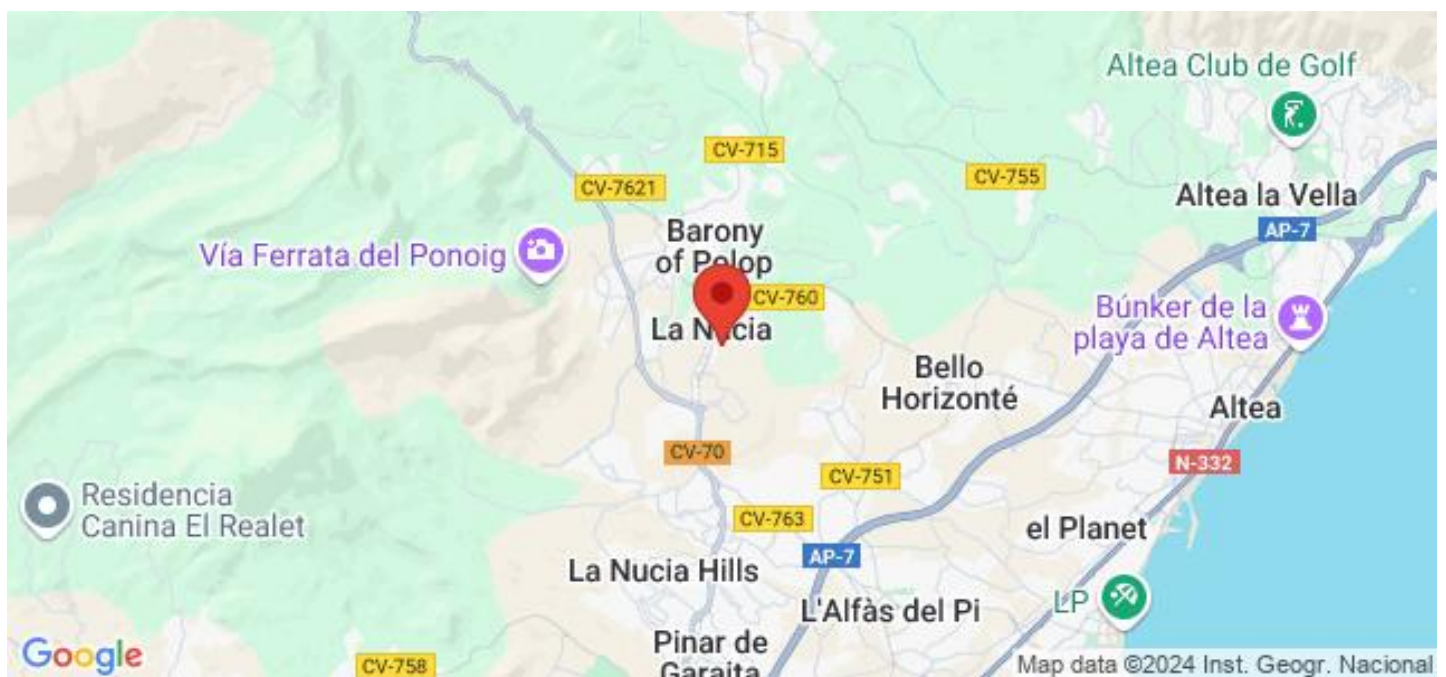 Altea Club de Golf
CV-715
CV-755
CV-7621
Altea la Vella
AP-7
Barony
of Polop
Vía Ferrata del Ponoig
CV-760
La Nucia
Búnker de la
playa de Altea
Bello
Horizonté
Altea
CV-70
N-332
CV-751
Residencia
Canina El Realet
CV-763
el Planet
AP-7
La Nucia Hills
L'Alfàs del Pi
LP
Pinar de
Garaita
CV-758
Google
Map data ©2024 Inst. Geogr. Nacional